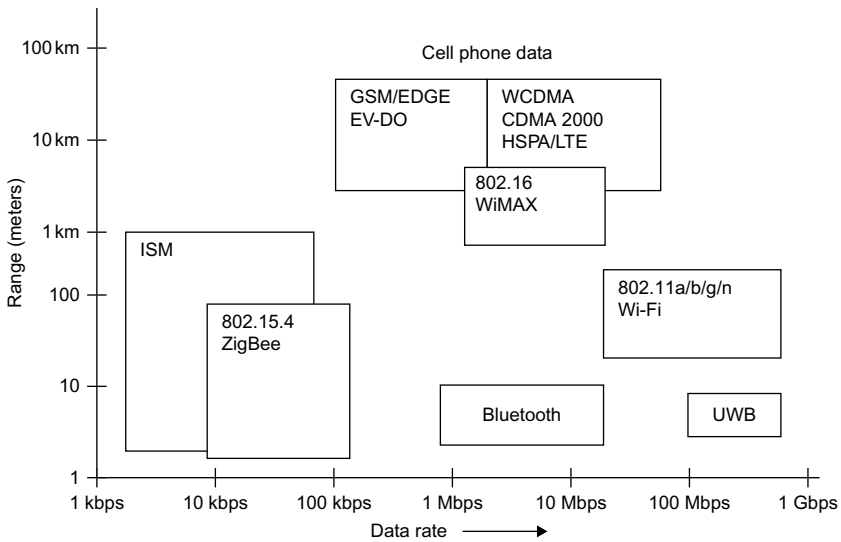 Cell phone data
100 km
10 km
1 km
100
10
1
Range (meters)
GSM/EDGE
EV-DO
WCDMA
CDMA 2000
HSPA/LTE
802.16
WiMAX
ISM
802.15.4
ZigBee
802.11a/b/g/n
Wi-Fi
Bluetooth
UWB
1 kbps
10 kbps
100 kbps
1 Mbps
10 Mbps
100 Mbps
1 Gbps
Data rate